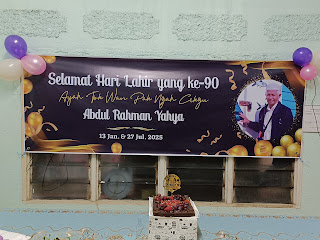 Selamat Hari Lahir yang ke-90
Ayah Tok Wan Pak Ngah Cikgu
Abdul Rahman Yahya
13 Jan. & 27 Jul. 2025